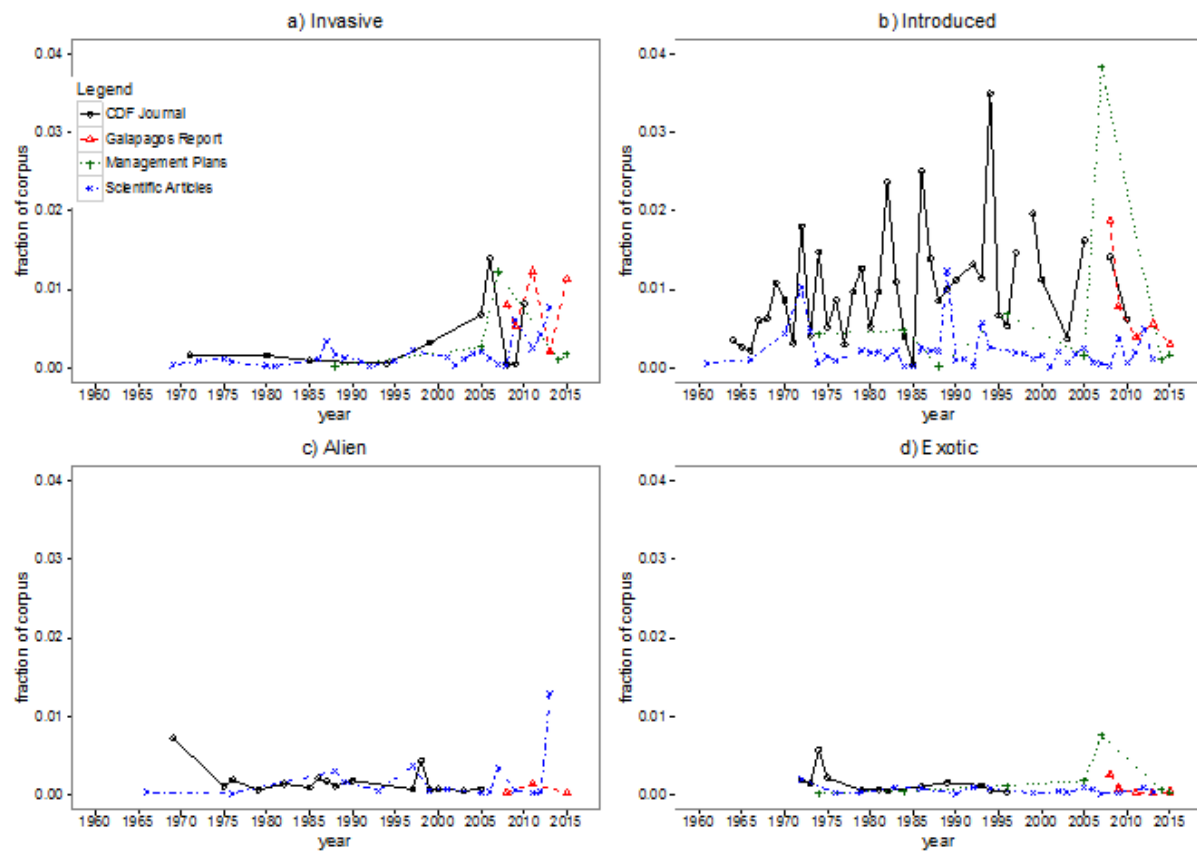 a) Invasive
b) Introduced
0.04
0.03
0.02
0.01
0.00
fraction of corpus
Legend
CDF Journal
Galapagos Report
Management Plans
Scientific Articles
1960 1965 1970 1975 1980 1985 1990 1995 2000 2005 2010 2015
year
0.04
0.03
0.02
0.01
0.00
fraction of corpus
1960 1965 1970 1975 1980 1985 1990 1995 2000 2005 2010 2015
year
c) Alien
d) Exotic
0.04
0.03
0.02
0.01
0.00
fraction of corpus
1960 1965 1970 1975 1980 1985 1990 1995 2000 2005 2010 2015
year
0.04
0.03
0.02
0.01
0.00
fraction of corpus
1960 1965 1970 1975 1980 1985 1990 1995 2000 2005 2010 2015
year